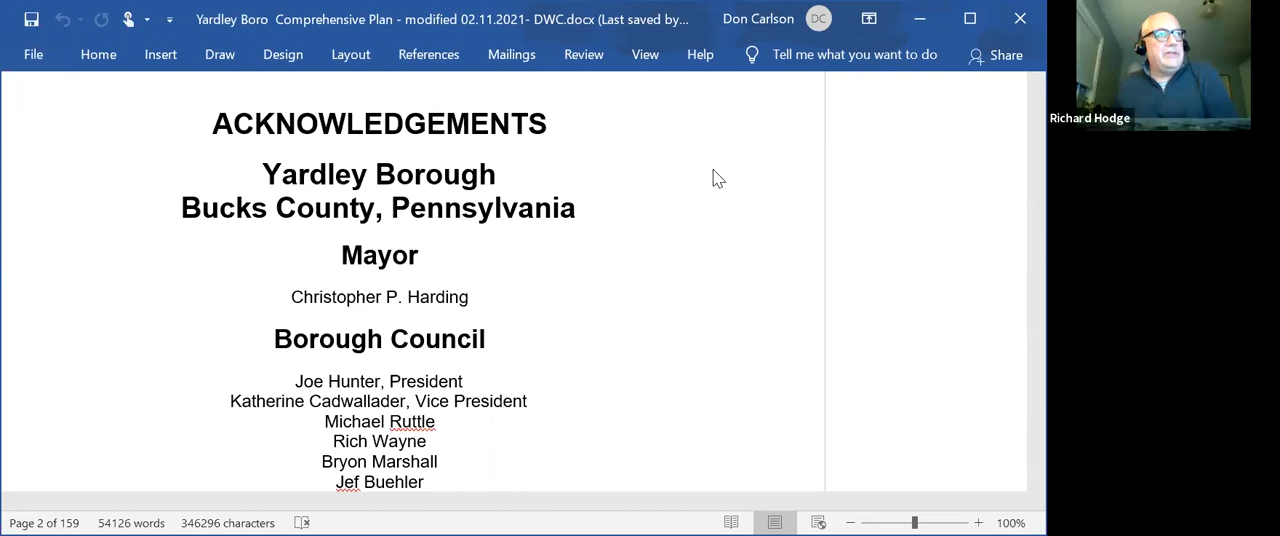 Yardley Boro  Comprehensive Plan - modified 02.11.2021- DWC.docx (Last saved by...
Don Carlson
DC
File
Home
Insert
Draw
Design
Layout
References
Mailings
Review
View
Help
Tell me what you want to do
Share
ACKNOWLEDGEMENTS
Yardley Borough
Bucks County, Pennsylvania
Mayor
Christopher P. Harding
Borough Council
Joe Hunter, President
Katherine Cadwallader, Vice President
Michael Ruttle
Rich Wayne
Bryon Marshall
Jef Buehler
Page 2 of 159
54126 words
346296 characters
100%
Richard Hodge